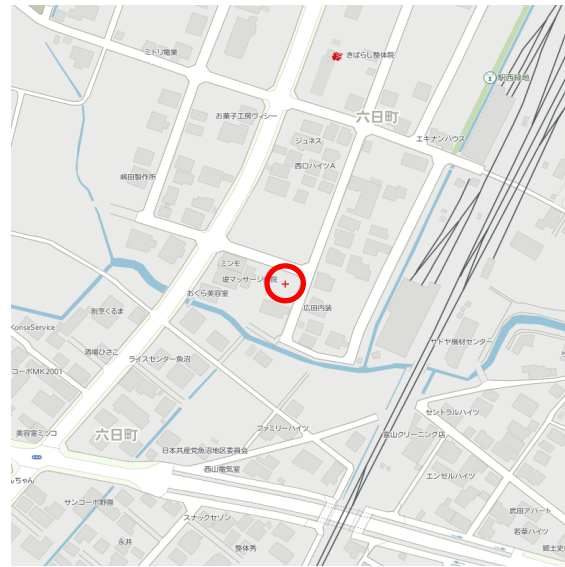 ミドリ電業
きばらし整体院
駅西緑地
お菓子工房ヴィシー
六日町
ジュネス
エキナンハウス
西口ハイツA
嶋田製作所
ミンモ
堤マッサージ
院
おぐら美容室
広田内装
割烹くるま
KonseService
サトヤ機材センター
酒場ひさこ
ライスセンター魚沼
コーポMK2001
セントラルハイツ
美容室ミツコ
六日町
ファミリーハイツ
富山クリーニング店
日本共産党魚沼地区委員会
西山電気室
んちゃん
エンゼルハイツ
サンコーポ野際
スナックセゾン
武田アパート
若草ハイツ
永井
整体秀
郷土史